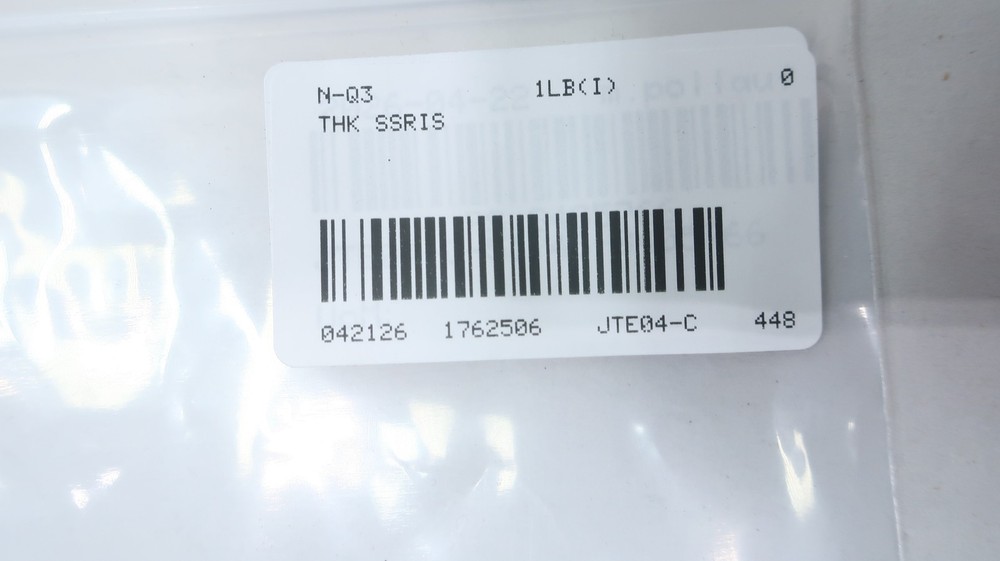 N-Q3 1LB(I) 0
THK SSRIS
042126 1762506 JTE04-C 448